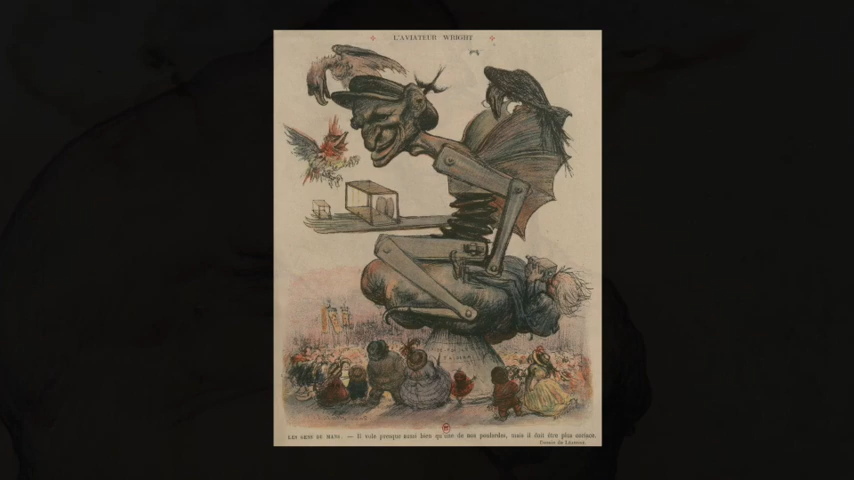 L'AVIATEUR WRIGHT
LES GENS DU MANS. — Il vole presque aussi bien qu'une de nos poulardes, mais il doit être plus coriace.
Dessin de Léandre.